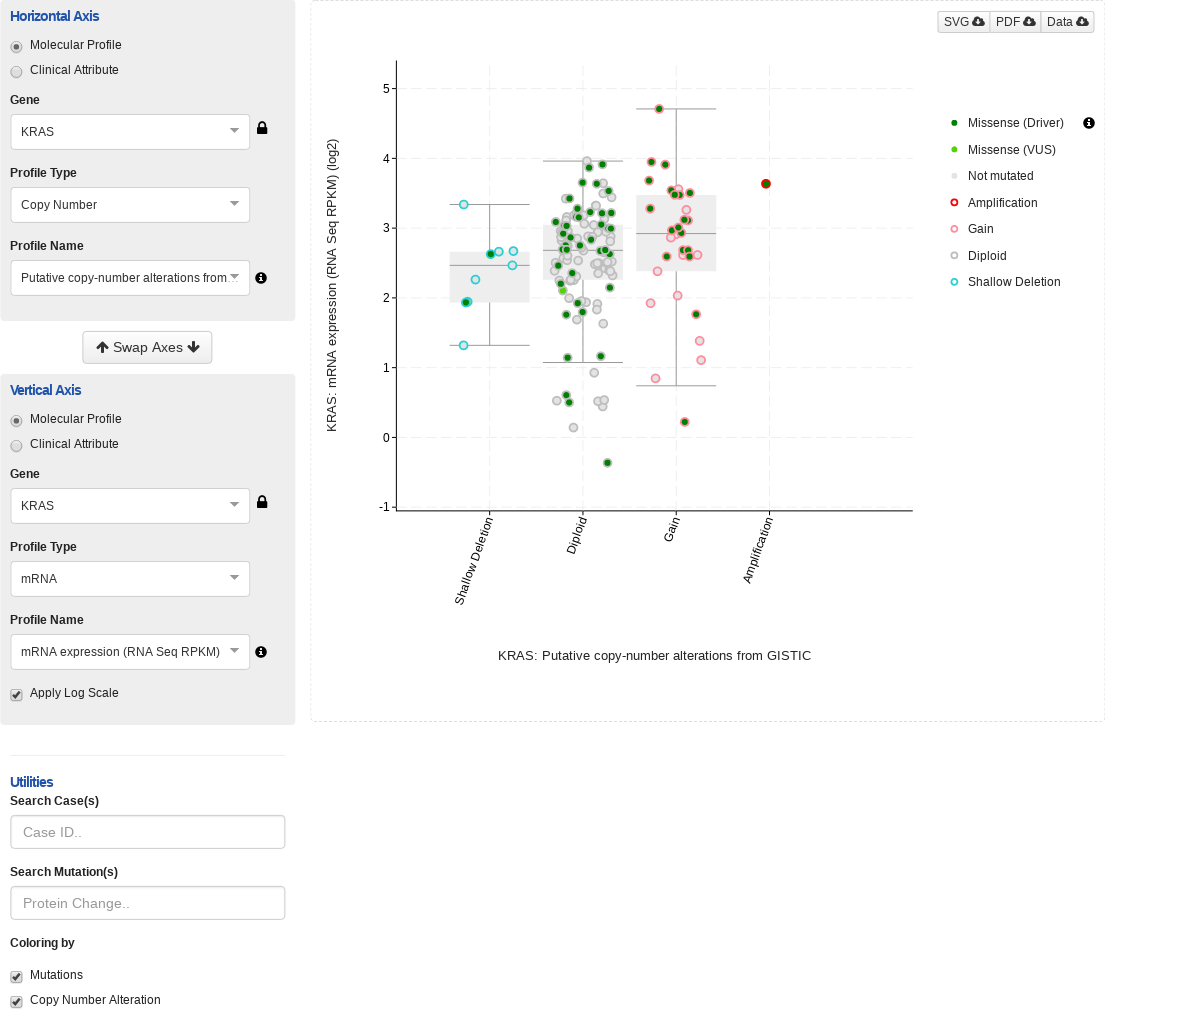 Horizontal Axis
Molecular Profile
Clinical Attribute
Gene
KRAS
Profile Type
Copy Number
Profile Name
Putative copy-number alterations from...
Swap Axes
Vertical Axis
Molecular Profile
Clinical Attribute
Gene
KRAS
Profile Type
mRNA
Profile Name
mRNA expression (RNA Seq RPKM)
Apply Log Scale
Utilities
Search Case(s)
Case ID..
Search Mutation(s)
Protein Change..
Coloring by
Mutations
Copy Number Alteration
SVG PDF Data
KRAS: mRNA expression (RNA Seq RPKM) (log2)
5
4
3
2
1
0
-1
Shallow Deletion
Diploid
Gain
Amplification
KRAS: Putative copy-number alterations from GISTIC
Missense (Driver)
Missense (VUS)
Not mutated
Amplification
Gain
Diploid
Shallow Deletion